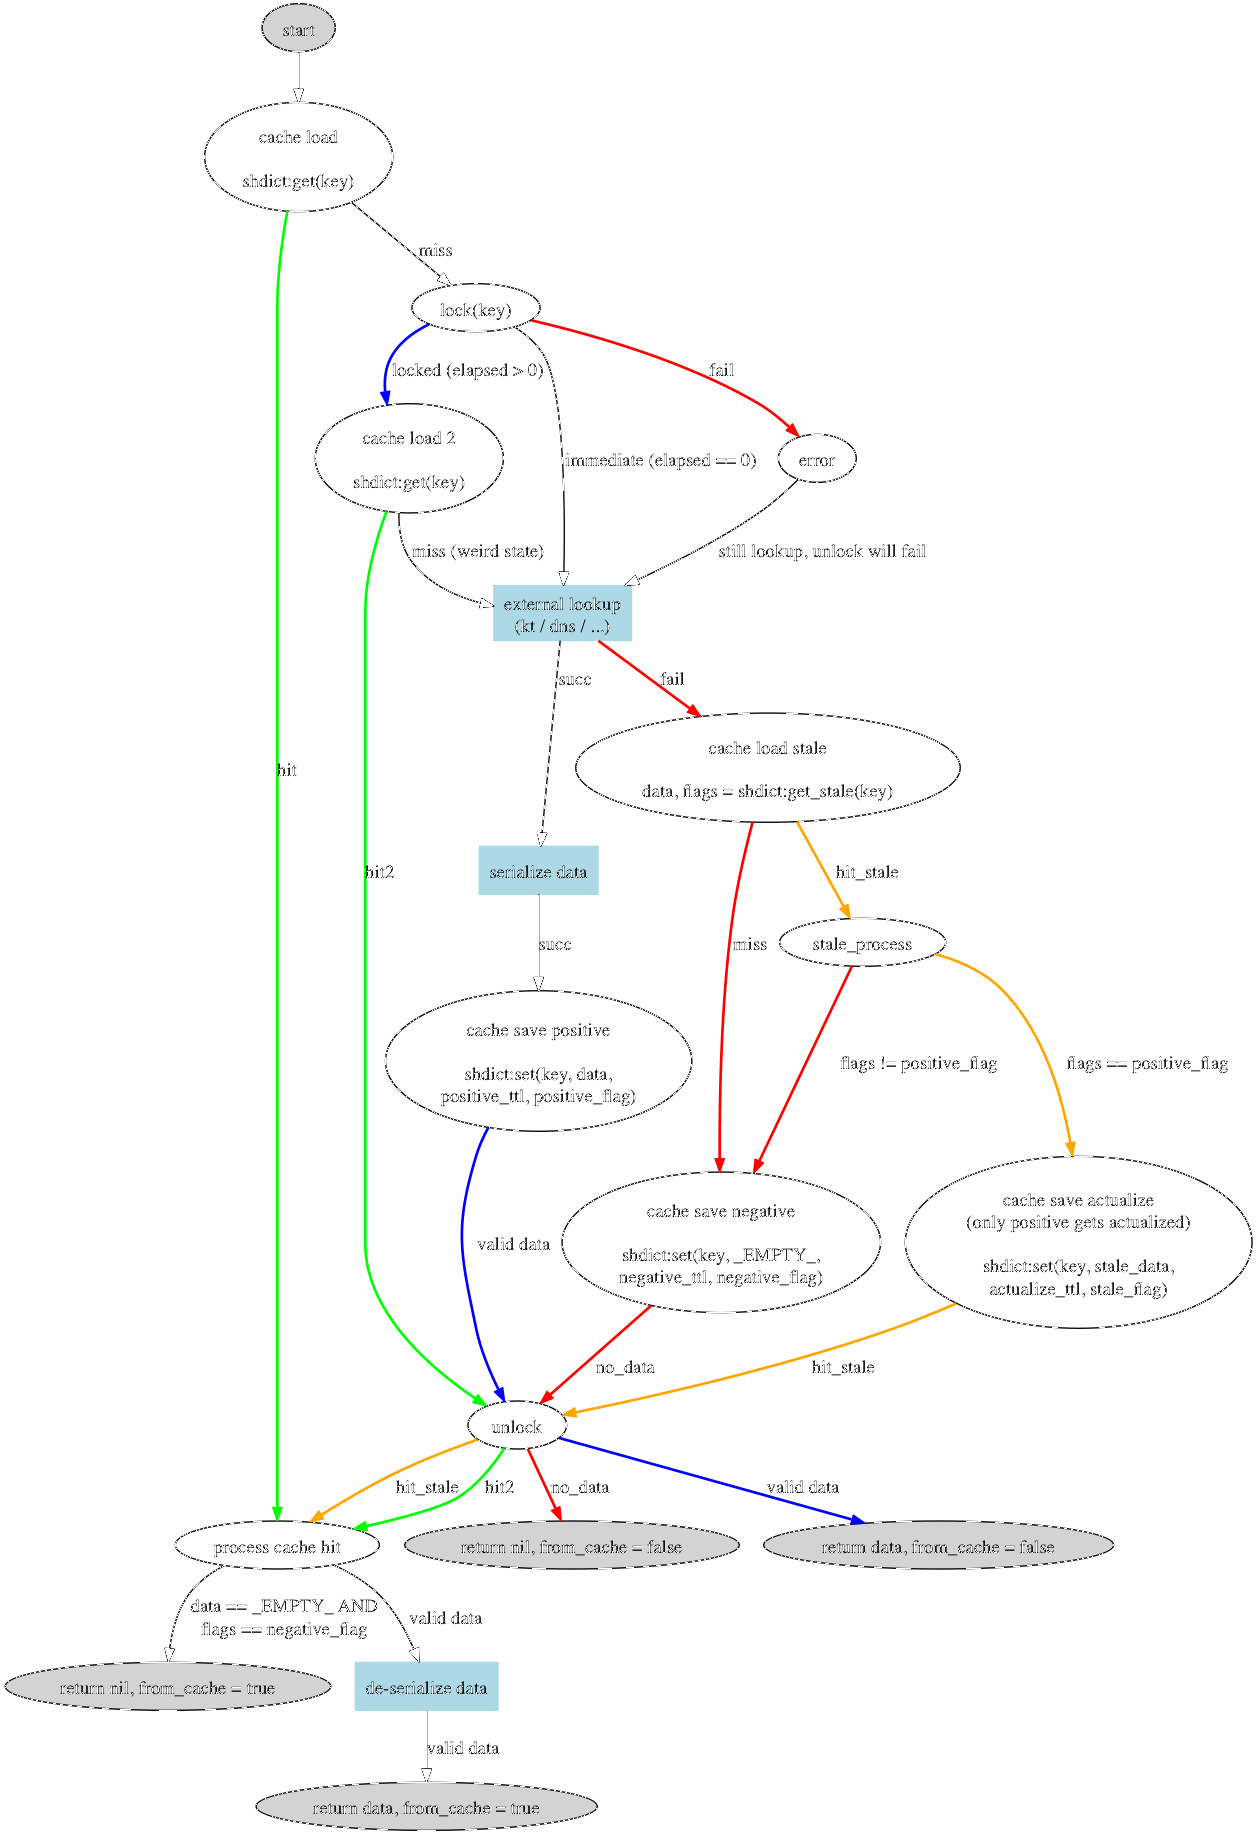 start
cache load
shdict:get(key)
miss
lock(key)
locked (elapsed > 0)
fail
cache load 2
shdict:get(key)
immediate (elapsed == 0)
error
miss (weird state)
still lookup, unlock will fail
external lookup
(kt / dns / ...)
succ
fail
cache load stale
data, flags = shdict:get_stale(key)
hit
hit2
serialize data
hit_stale
succ
miss
stale_process
cache save positive
shdict:set(key, data,
positive_ttl, positive_flag)
flags != positive_flag
flags == positive_flag
valid data
cache save negative
shdict:set(key, _EMPTY_,
negative_ttl, negative_flag)
cache save actualize
(only positive gets actualized)
shdict:set(key, stale_data,
actualize_ttl, stale_flag)
no_data
hit_stale
unlock
hit_stale
hit2
no_data
valid data
process cache hit
return nil, from_cache = false
return data, from_cache = false
data == _EMPTY_ AND
flags == negative_flag
valid data
return nil, from_cache = true
de-serialize data
valid data
return data, from_cache = true